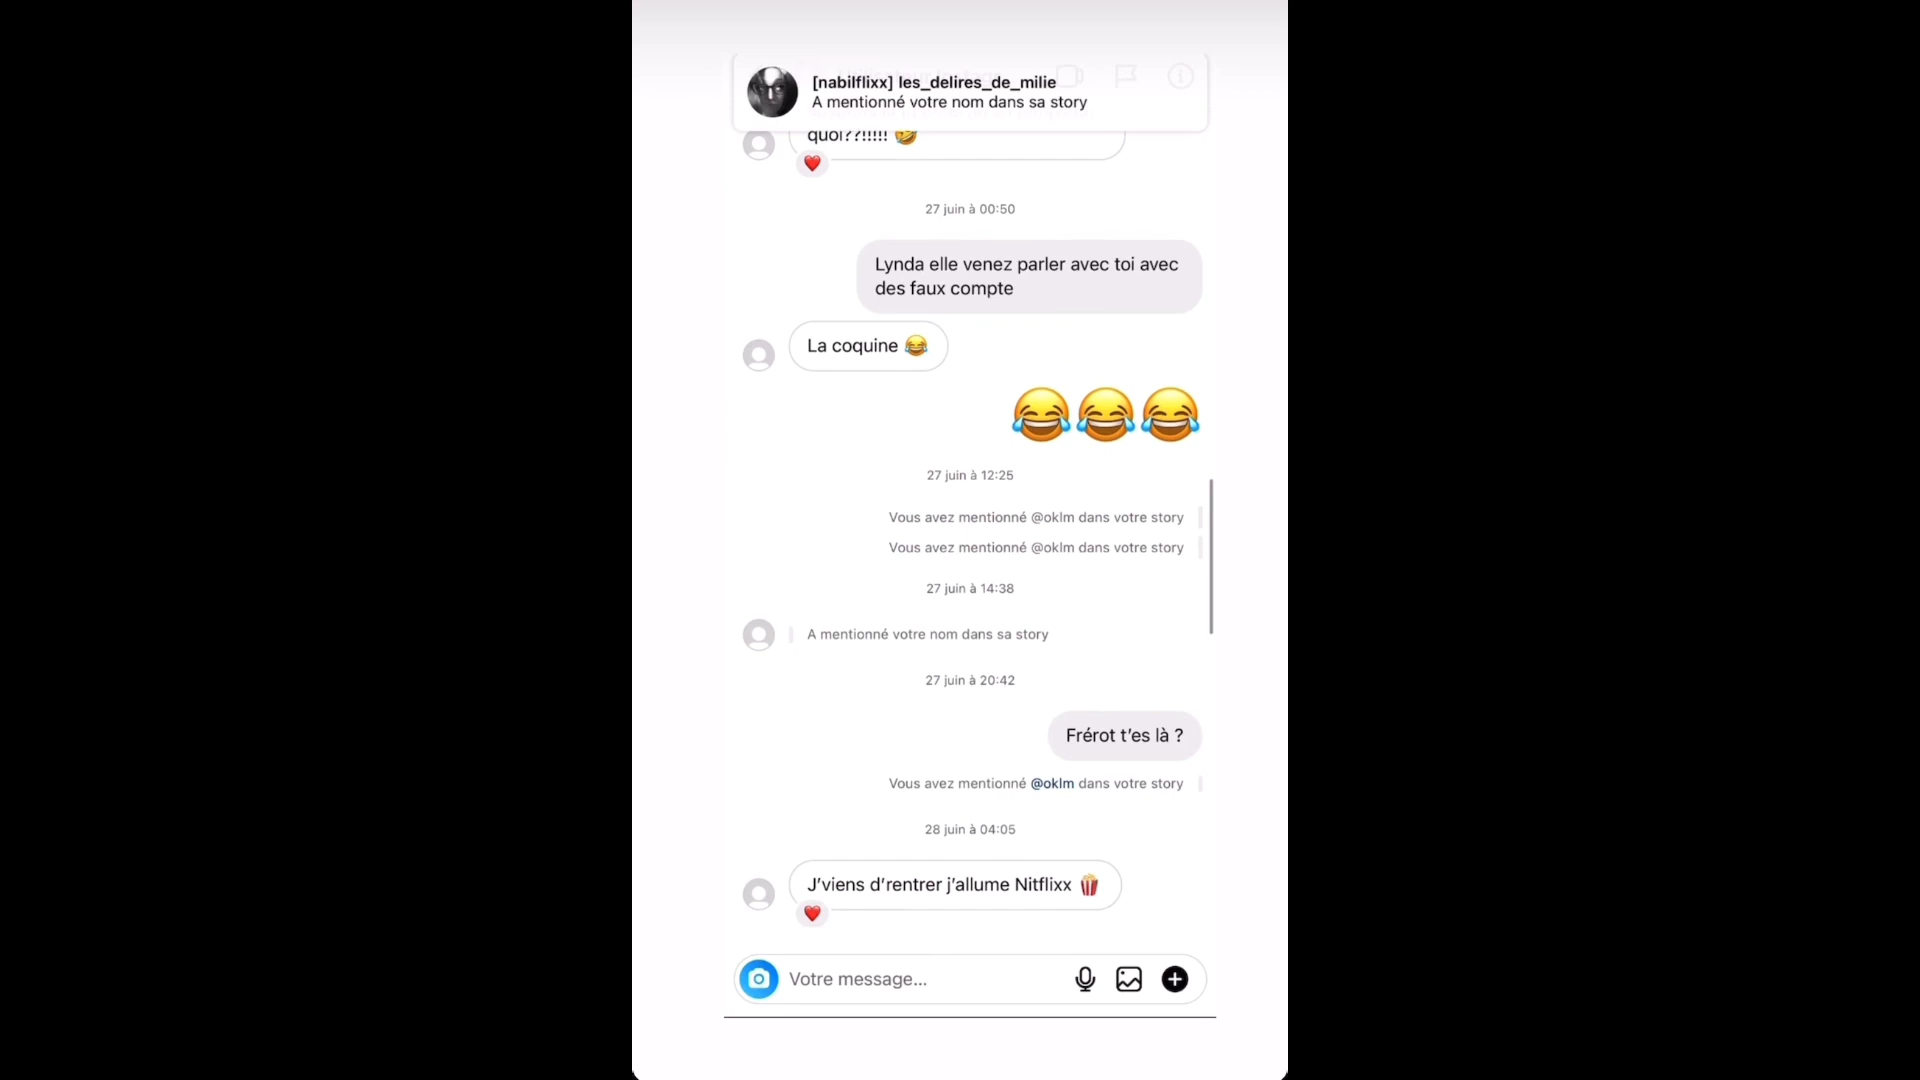 [nabilflixx] les_delires_de_milie
A mentionné votre nom dans sa story
quoi??!!!!! 🤣
❤️
27 juin à 00:50
Lynda elle venez parler avec toi avec
des faux compte
La coquine 😂
😂😂😂
27 juin à 12:25
Vous avez mentionné @oklm dans votre story
Vous avez mentionné @oklm dans votre story
27 juin à 14:38
A mentionné votre nom dans sa story
27 juin à 20:42
Frérot t’es là ?
Vous avez mentionné @oklm dans votre story
28 juin à 04:05
J’viens d’rentrer j’allume Nitflixx 🍿
❤️
Votre message...